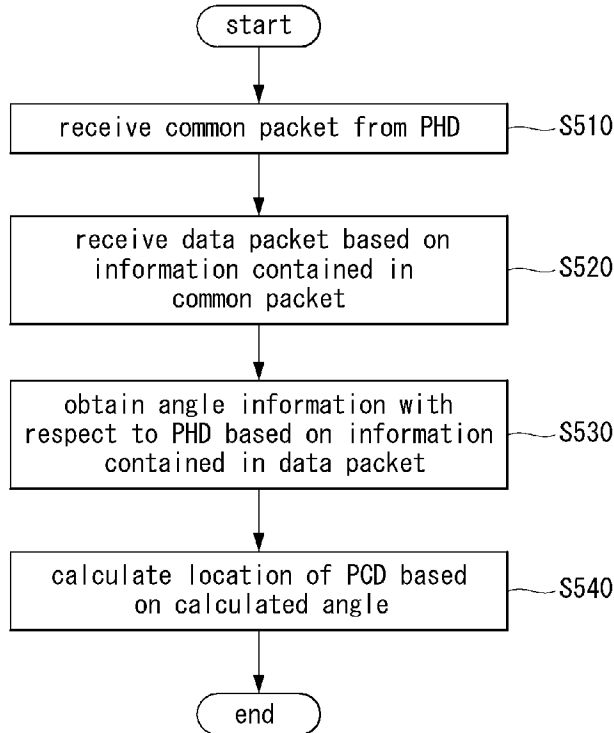 start
receive common packet from PHD
S510
receive data packet based on
information contained in
common packet
S520
obtain angle information with
respect to PHD based on information
contained in data packet
S530
calculate location of PCD based
on calculated angle
S540
end